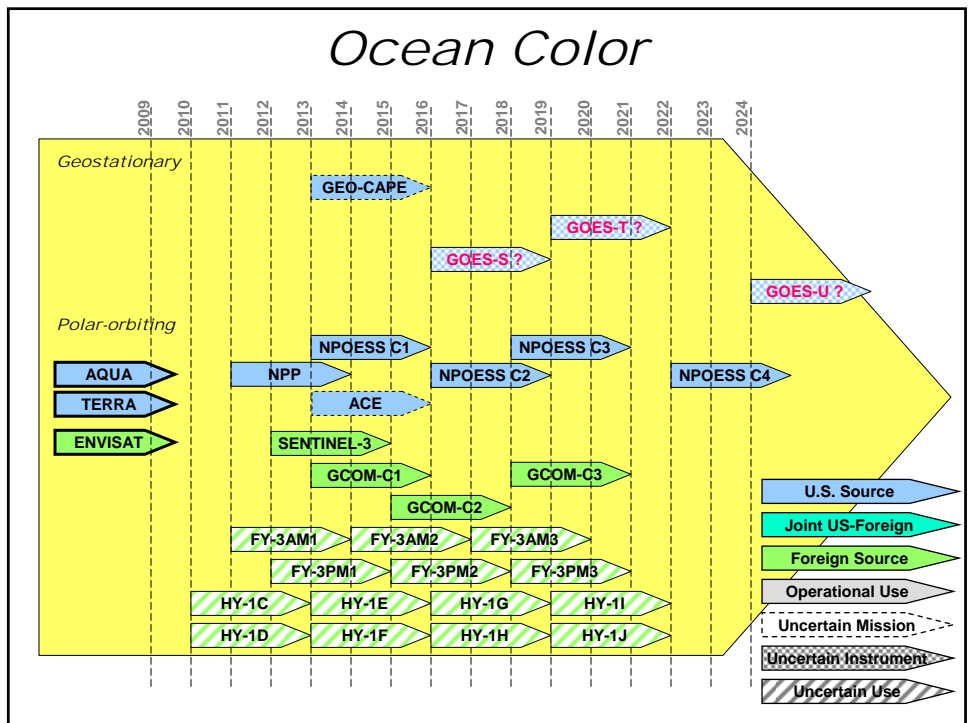 Ocean Color
2009 2010 2011 2012 2013 2014 2015 2016 2017 2018 2019 2020 2021 2022 2023 2024
Geostationary
GEO-CAPE
GOES-T ?
GOES-S ?
GOES-U ?
Polar-orbiting
NPOESS C1 NPOESS C3
AQUA NPP NPOESS C2 NPOESS C4
TERRA ACE
ENVISAT SENTINEL-3
GCOM-C1 GCOM-C3
GCOM-C2
FY-3AM1 FY-3AM2 FY-3AM3
FY-3PM1 FY-3PM2 FY-3PM3
HY-1C HY-1E HY-1G HY-1I
HY-1D HY-1F HY-1H HY-1J
U.S. Source
Joint US-Foreign
Foreign Source
Operational Use
Uncertain Mission
Uncertain Instrument
Uncertain Use